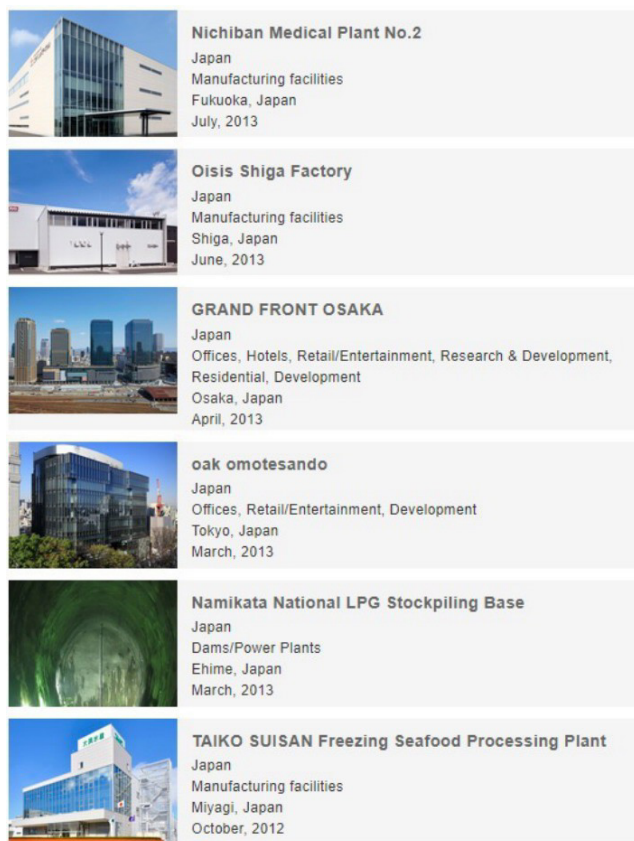 Nichiban Medical Plant No.2
Japan
Manufacturing facilities
Fukuoka, Japan
July, 2013
Oisis Shiga Factory
Japan
Manufacturing facilities
Shiga, Japan
June, 2013
GRAND FRONT OSAKA
Japan
Offices, Hotels, Retail/Entertainment, Research & Development,
Residential, Development
Osaka, Japan
April, 2013
oak omotesando
Japan
Offices, Retail/Entertainment, Development
Tokyo, Japan
March, 2013
Namikata National LPG Stockpiling Base
Japan
Dams/Power Plants
Ehime, Japan
March, 2013
TAIKO SUISAN Freezing Seafood Processing Plant
Japan
Manufacturing facilities
Miyagi, Japan
October, 2012